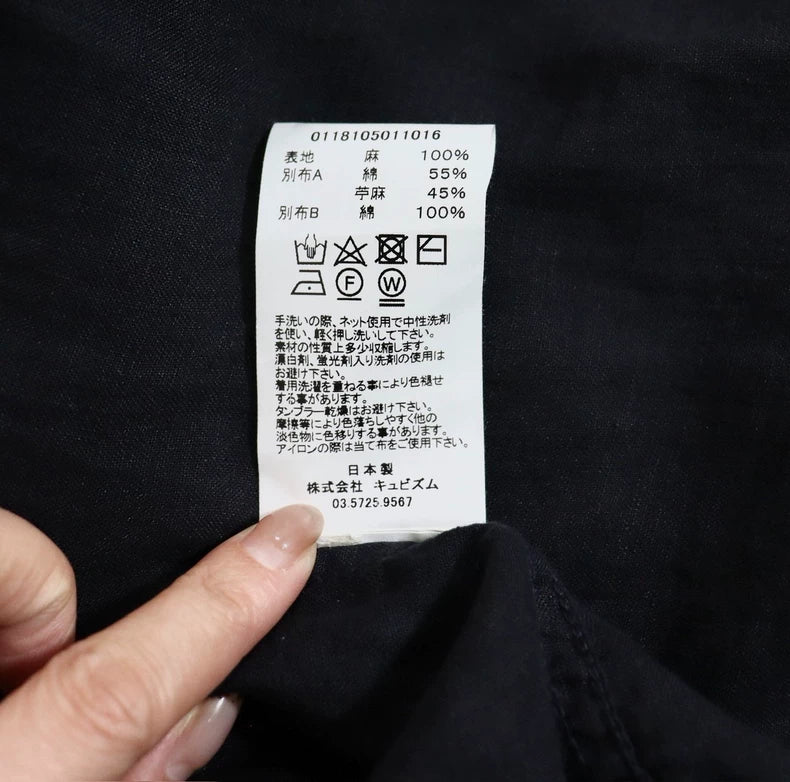 0118105011016
表地 麻 100%
別布A 綿 55%
苧麻 45%
別布B 綿 100%
F W
手洗いの際、ネット使用で中性洗剤
を使い、軽く押し洗いして下さい。
素材の性質上多少収縮します。
漂白剤、蛍光剤入り洗剤の使用は
お避け下さい。
着用洗濯を重ねる事により色褪せ
する事があります。
タンブラー乾燥はお避け下さい。
摩擦等により色落ちしやすく他の
淡色物に色移りする事があります。
アイロンの際は当て布をご使用下さい。
日本製
株式会社 キュビズム
03.5725.9567